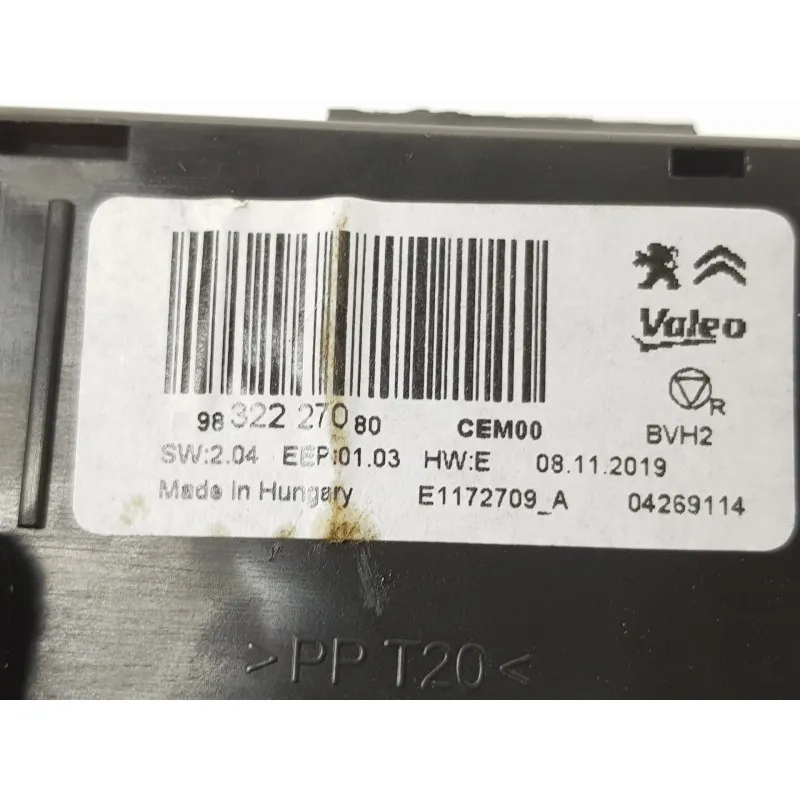 Valeo
R
98 322 270 80 CEM00 BVH2
SW:2.04 EEP:01.03 HW:E 08.11.2019
Made In Hungary E1172709_A 04269114
>PP T20<